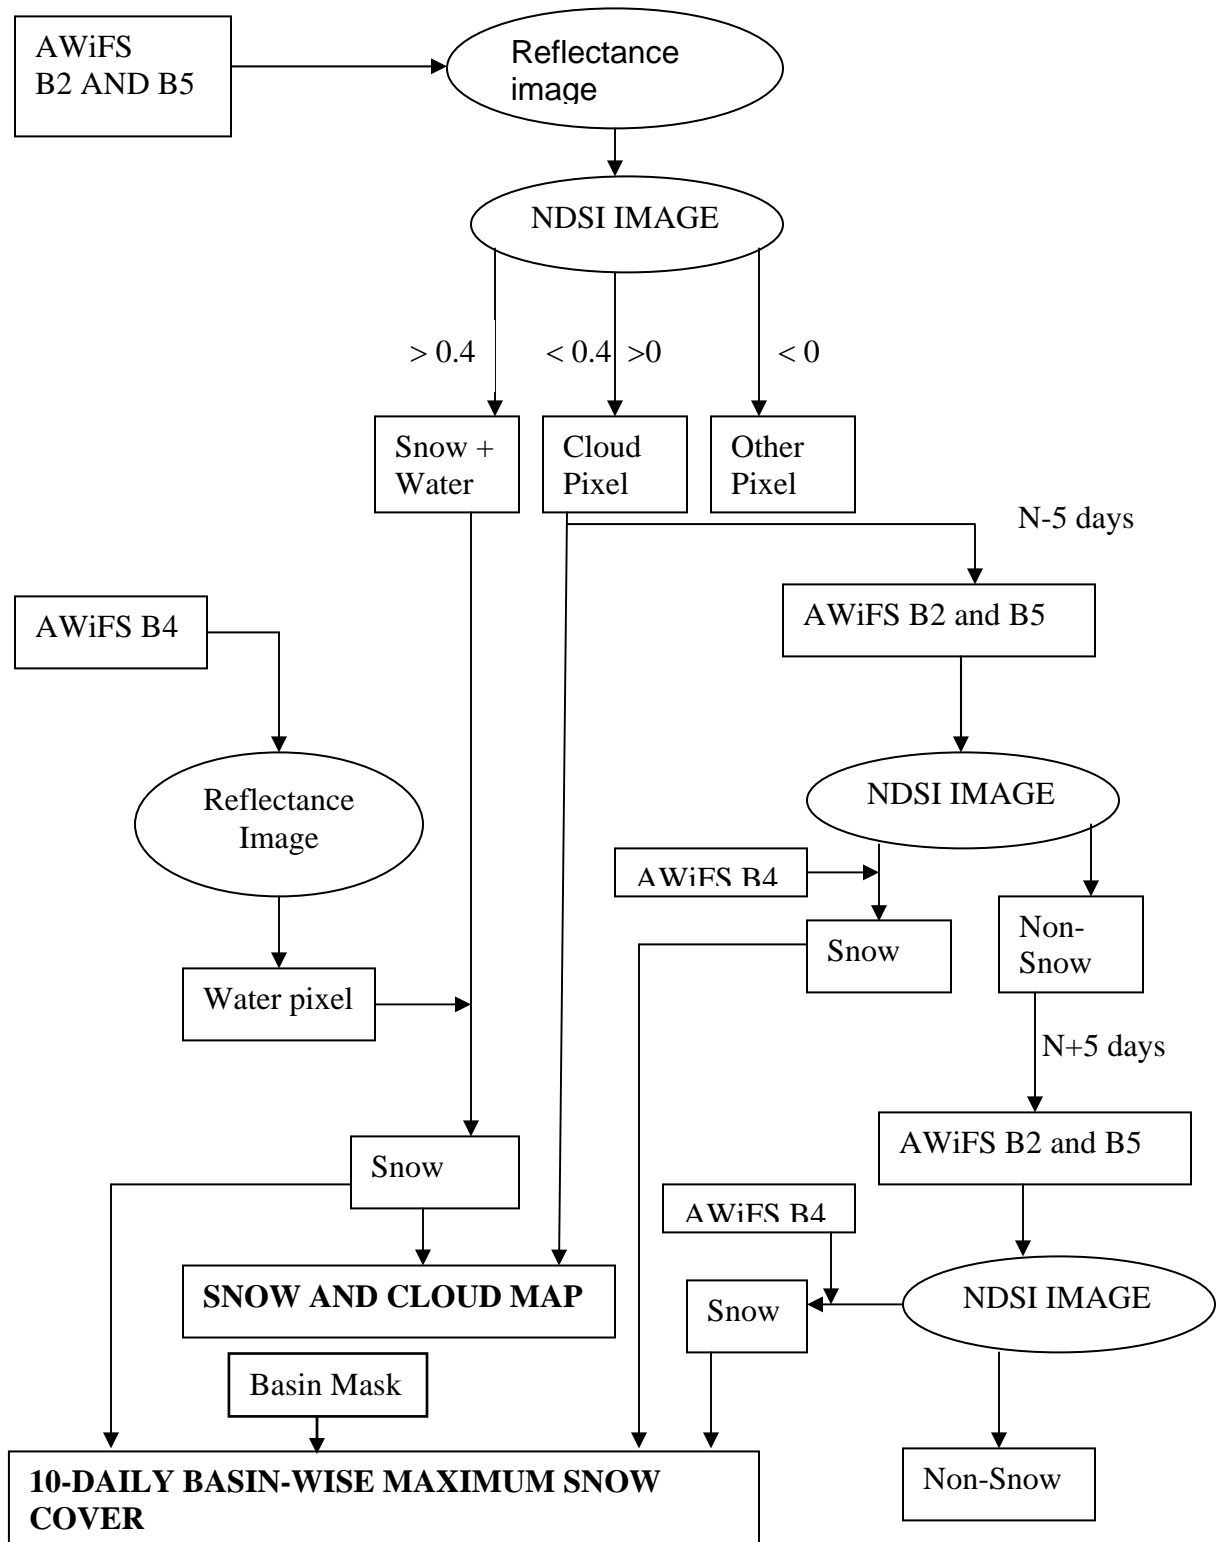 AWiFS
B2 AND B5
Reflectance
image
NDSI IMAGE
> 0.4
< 0.4
>0
< 0
Snow +
Water
Cloud
Pixel
Other
Pixel
N-5 days
AWiFS B4
AWiFS B2 and B5
Reflectance
Image
NDSI IMAGE
AWiFS B4
Snow
Non-
Snow
Water pixel
N+5 days
AWiFS B2 and B5
Snow
AWiFS B4
SNOW AND CLOUD MAP
Snow
NDSI IMAGE
Basin Mask
10-DAILY BASIN-WISE MAXIMUM SNOW
COVER
Non-Snow